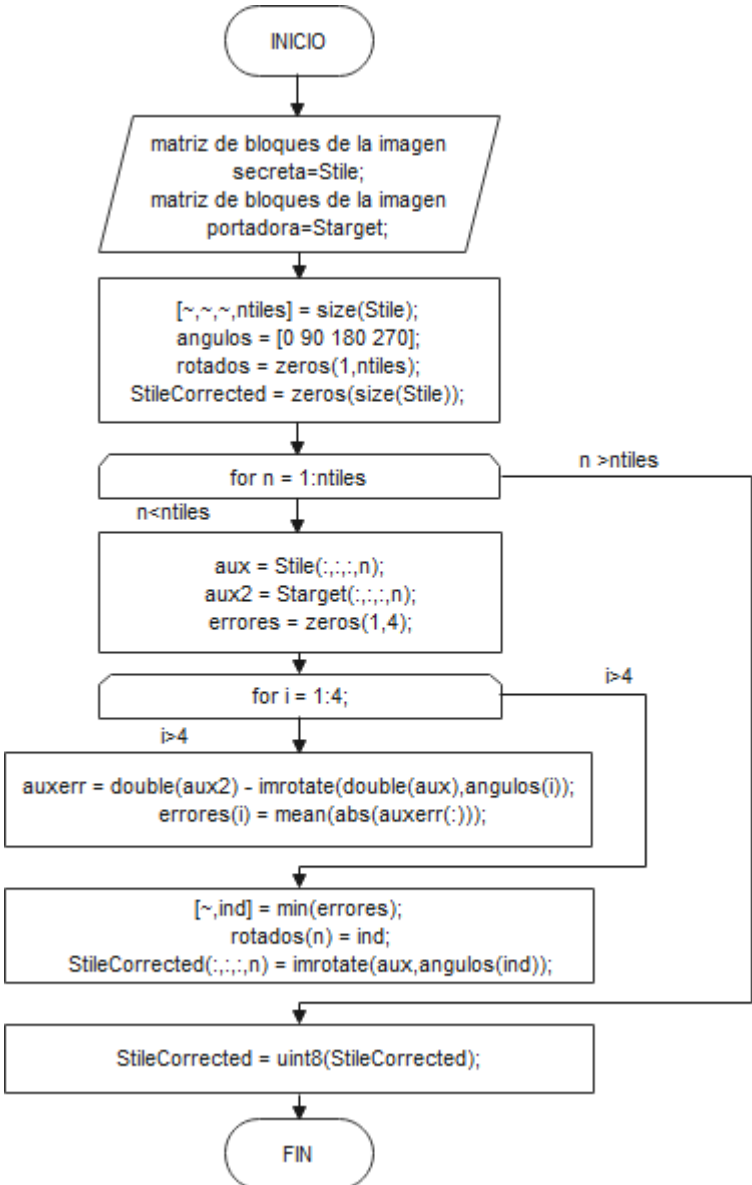 INICIO
matriz de bloques de la imagen
secreta=Stile;
matriz de bloques de la imagen
portadora=Starget;
[~,~,~,ntiles] = size(Stile);
angulos = [0 90 180 270];
rotados = zeros(1,ntiles);
StileCorrected = zeros(size(Stile));
for n = 1:ntiles
n >ntiles
n<ntiles
aux = Stile(:,:,:,n);
aux2 = Starget(:,:,:,n);
errores = zeros(1,4);
for i = 1:4;
i>4
i>4
auxerr = double(aux2) - imrotate(double(aux),angulos(i));
errores(i) = mean(abs(auxerr(:)));
[~,ind] = min(errores);
rotados(n) = ind;
StileCorrected(:,:,:,n) = imrotate(aux,angulos(ind));
StileCorrected = uint8(StileCorrected);
FIN